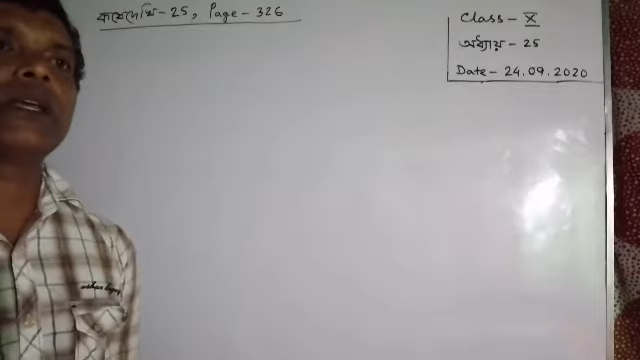 কষেদেখি-25, Page-326
Class - X
অধ্যায় - 25
Date - 24.09.2020